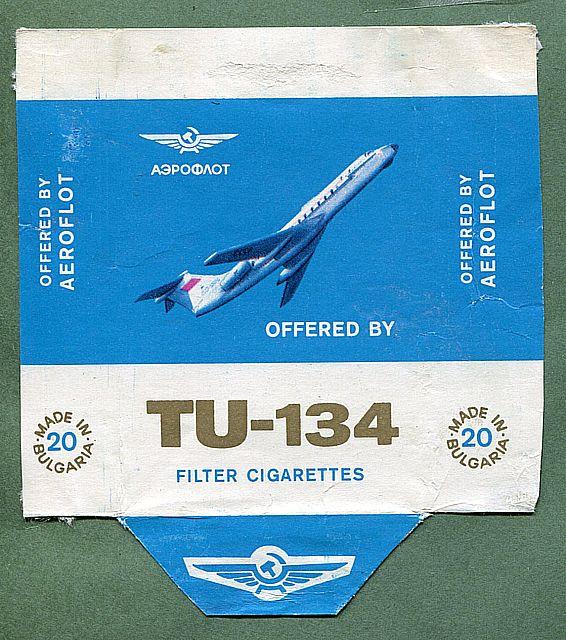 АЭРОФЛОТ
OFFERED BY
AEROFLOT
OFFERED BY
AEROFLOT
OFFERED BY
TU-134
FILTER CIGARETTES
MADE IN
20
BULGARIA
MADE IN
20
BULGARIA